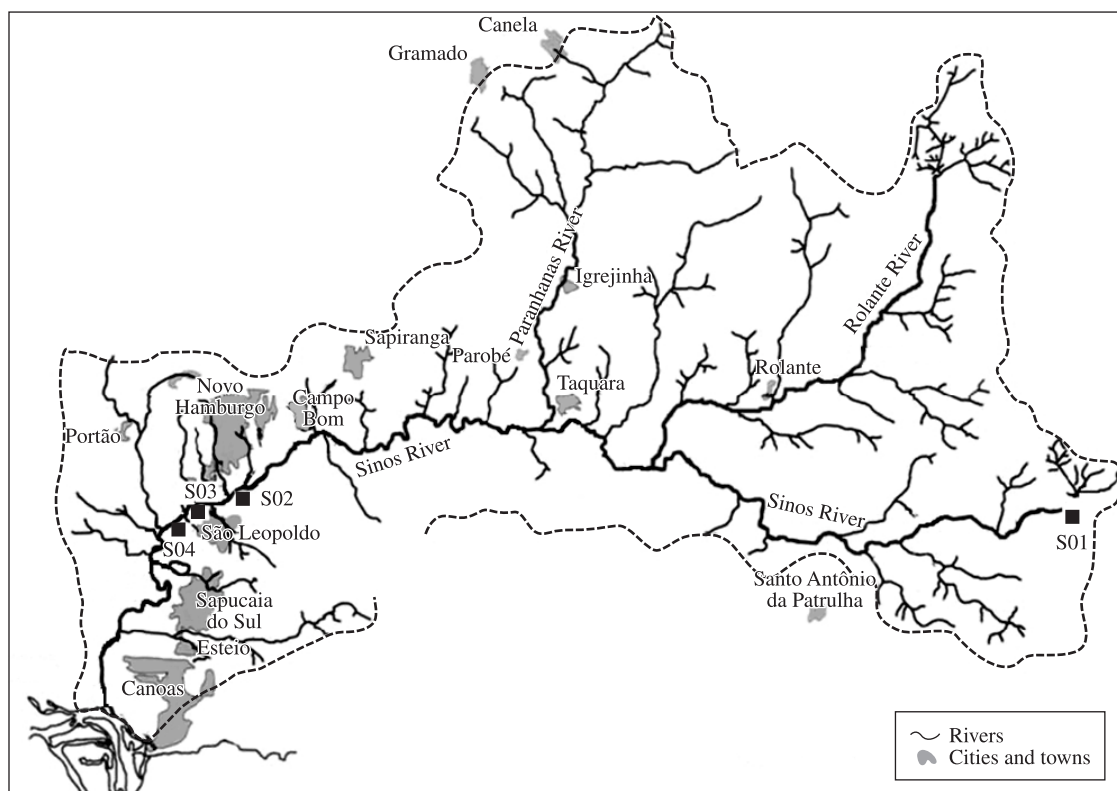 Canela
Gramado
Paranhanas River
Igrejinha
Rolante River
Sapiranga
Parobé
Rolante
Taquara
Novo
Hamburgo
Campo
Bom
Portão
Sinos River
S03
S02
Sinos River
S01
São Leopoldo
S04
Santo Antônio
da Patrulha
Sapucaia
do Sul
Esteio
Canoas
Rivers
Cities and towns